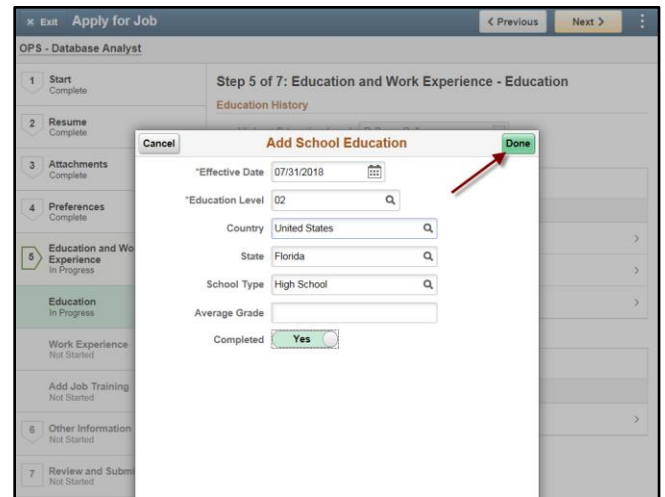 × Exit Apply for Job
< Previous
Next >
OPS - Database Analyst
1 Start
Complete
2 Resume
Complete
3 Attachments
Complete
4 Preferences
Complete
5 Education and Wo
Experience
In Progress
Education
In Progress
Work Experience
Not Started
Add Job Training
Not Started
6 Other Information
Not Started
7 Review and Submi
Not Started
Step 5 of 7: Education and Work Experience - Education
Education History
Cancel
Add School Education
Done
*Effective Date 07/31/2018
*Education Level 02
Country United States
State Florida
School Type High School
Average Grade
Completed Yes